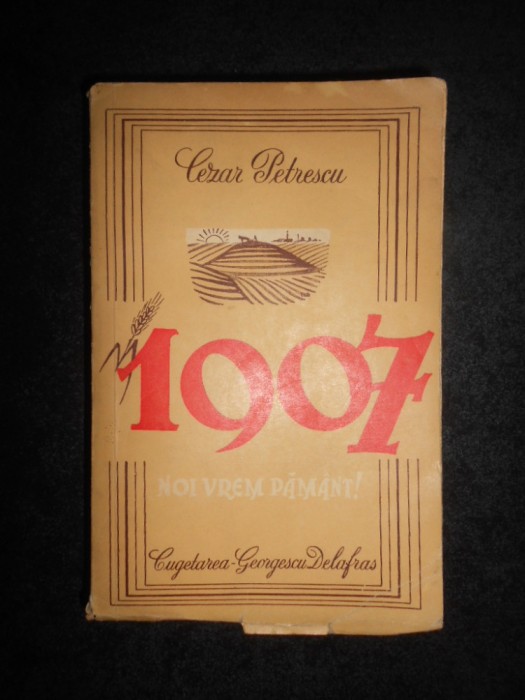 Cezar Petrescu
1907
NOI VREM PĂMÂNT!
Cugetarea-Georgescu Delafras